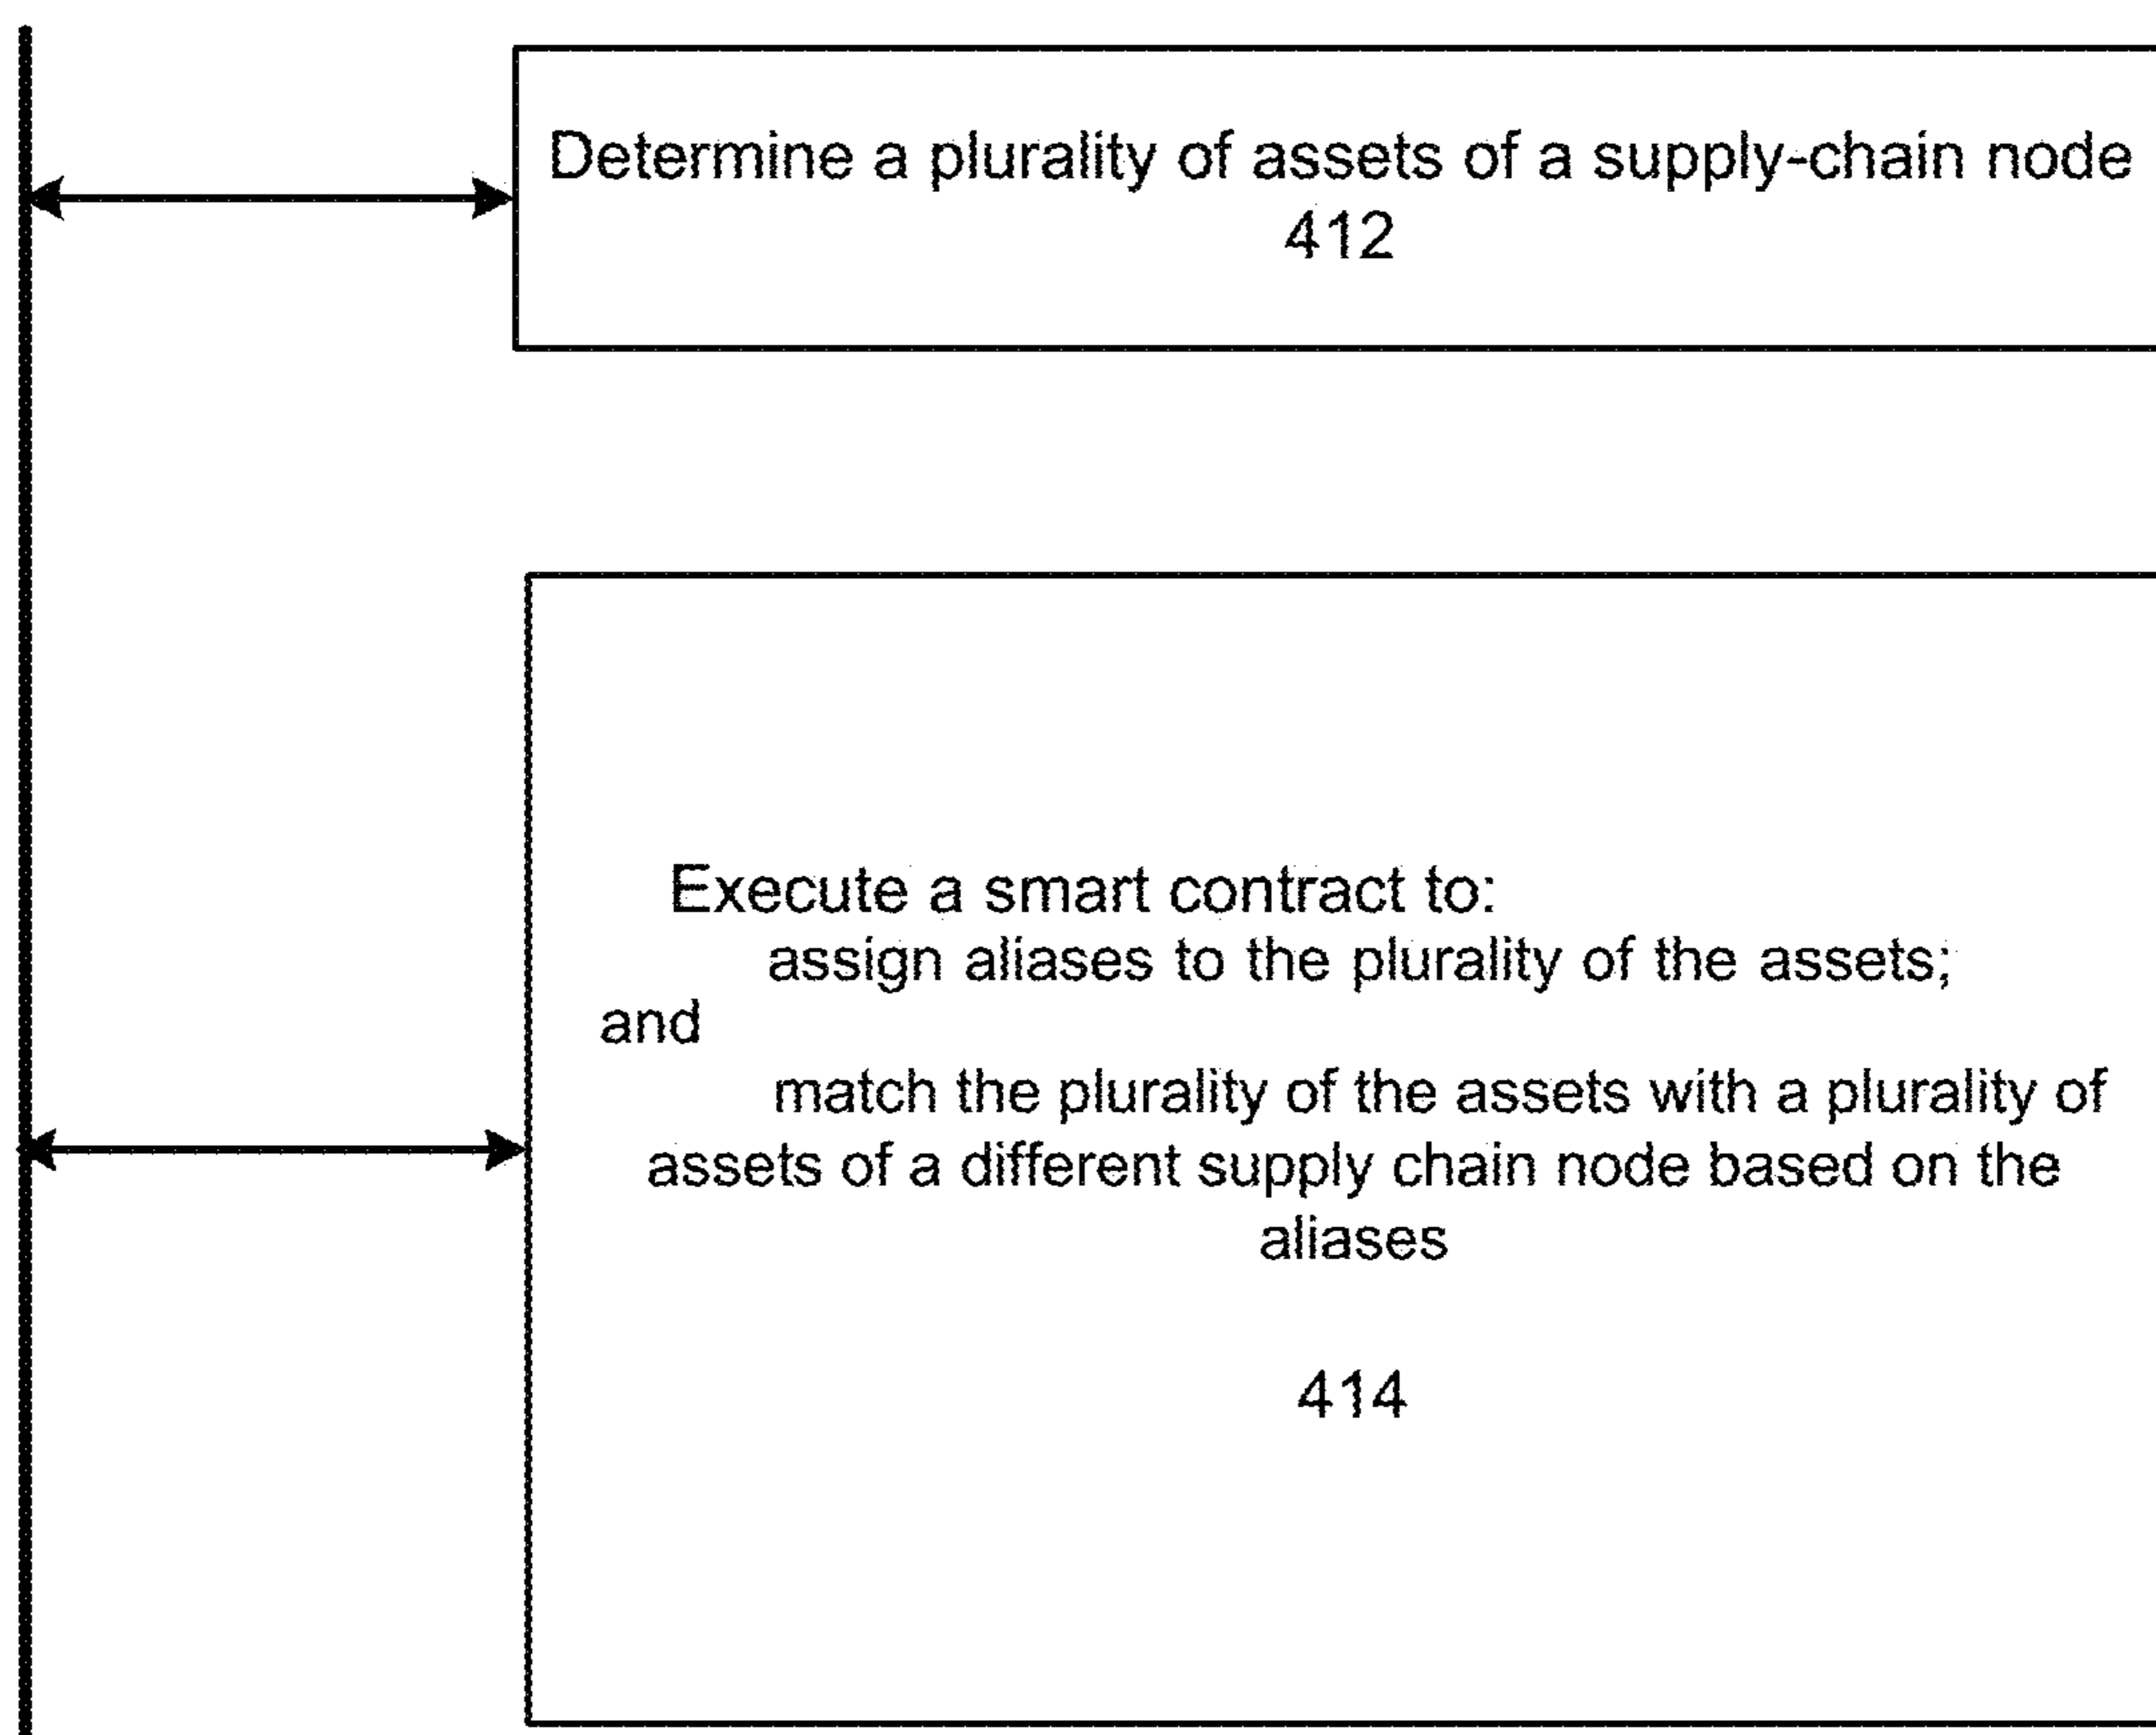 Determine a plurality of assets of a supply-chain node
412
Execute a smart contract to:
assign aliases to the plurality of the assets;
and
match the plurality of the assets with a plurality of
assets of a different supply chain node based on the
aliases
414